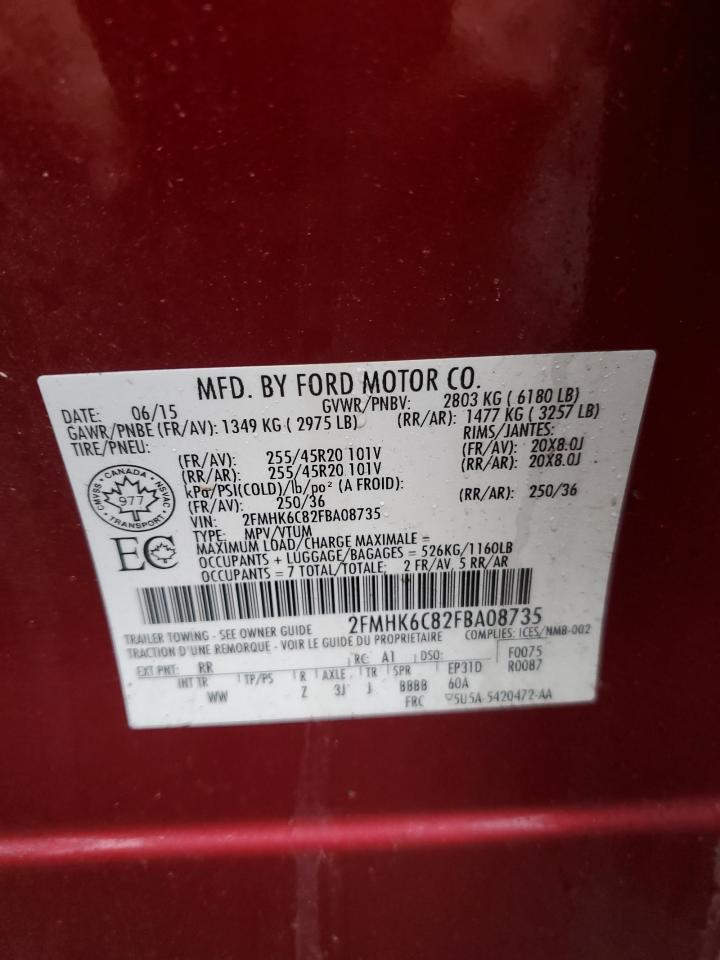 MFD. BY FORD MOTOR CO.
DATE: 06/15 GVWR/PNBV: 2803 KG ( 6180 LB)
GAWR/PNBE (FR/AV): 1349 KG ( 2975 LB) (RR/AR): 1477 KG ( 3257 LB)
TIRE/PNEU: RIMS/JANTES:
(FR/AV): 255/45R20 101V (FR/AV): 20X8.0J
(RR/AR): 255/45R20 101V (RR/AR): 20X8.0J
kPa/PSI(COLD)/lb/po² (A FROID):
(FR/AV): 250/36 (RR/AR): 250/36
VIN: 2FMHK6C82FBA08735
TYPE: MPV/VTUM
MAXIMUM LOAD/CHARGE MAXIMALE =
OCCUPANTS + LUGGAGE/BAGAGES = 526KG/1160LB
OCCUPANTS = 7 TOTAL/TOTALE: 2 FR/AV, 5 RR/AR
CANADA
CMVSS 977 NSVAC
TRANSPORT
EC
2FMHK6C82FBA08735
TRAILER TOWING - SEE OWNER GUIDE COMPLIES: ICES/NMB-002
TRACTION D'UNE REMORQUE - VOIR LE GUIDE DU PROPRIETAIRE
EXT PNT: RR RC: A1 DSO: F0075
INT TR TP/PS R AXLE TR SPR EP31D R0087
WW Z 3J J BBBB 60A
FRC 5U5A-5420472-AA